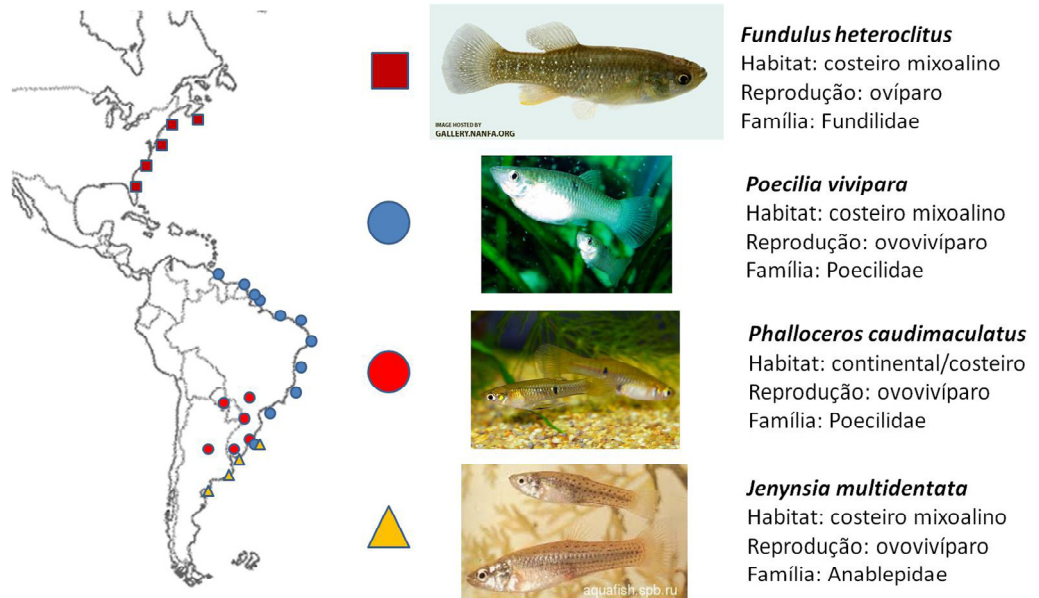 IMAGE HOSTED BY
GALLERY.NANFA.ORG
Fundulus heteroclitus
Habitat: costeiro mixoalino
Reprodução: ovíparo
Família: Fundilidae
Poecilia vivipara
Habitat: costeiro mixoalino
Reprodução: ovovivíparo
Família: Poecilidae
Phalloceros caudimaculatus
Habitat: continental/costeiro
Reprodução: ovovivíparo
Família: Poecilidae
Jenynsia multidentata
Habitat: costeiro mixoalino
Reprodução: ovovivíparo
Família: Anablepidae
aquafish.spb.ru